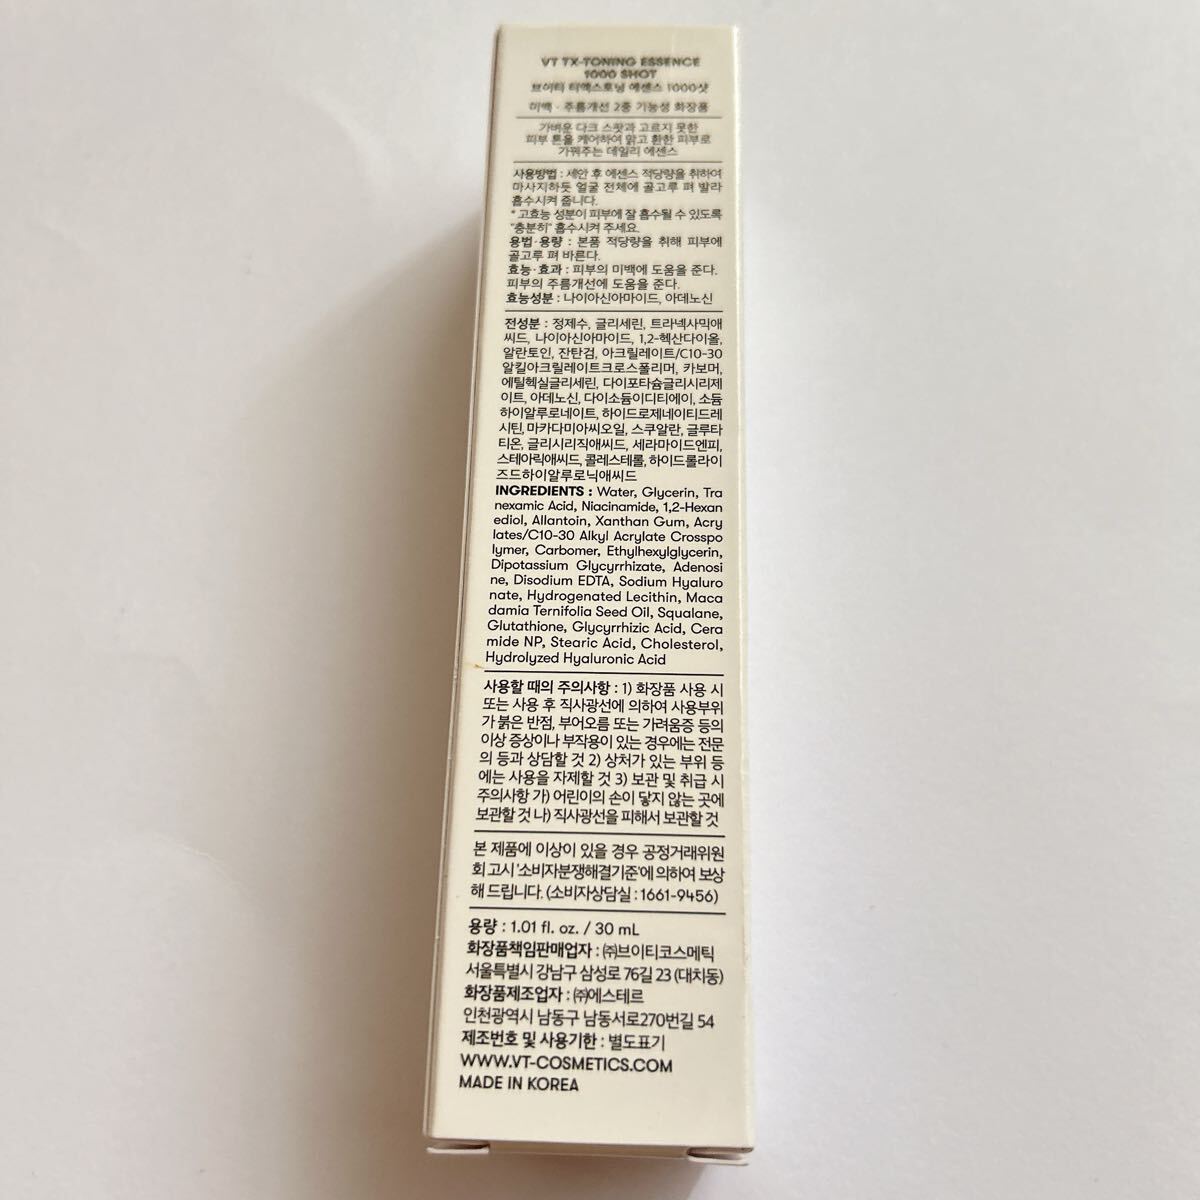 VT TX-TONING ESSENCE
1000 SHOT
브이티 티엑스토닝 에센스 1000샷
미백 · 주름개선 2중 기능성 화장품
가벼운 다크 스팟과 고르지 못한
피부 톤을 케어하여 맑고 환한 피부로
가꿔주는 데일리 에센스
사용방법 : 세안 후 에센스 적당량을 취하여
마사지하듯 얼굴 전체에 골고루 펴 발라
흡수시켜 줍니다.
* 고효능 성분이 피부에 잘 흡수될 수 있도록
"충분히" 흡수시켜 주세요.
용법·용량 : 본품 적당량을 취해 피부에
골고루 펴 바른다.
효능·효과 : 피부의 미백에 도움을 준다.
피부의 주름개선에 도움을 준다.
효능성분 : 나이아신아마이드, 아데노신
전성분 : 정제수, 글리세린, 트라넥사믹애
씨드, 나이아신아마이드, 1,2-헥산다이올,
알란토인, 잔탄검, 아크릴레이트/C10-30
알킬아크릴레이트크로스폴리머, 카보머,
에틸헥실글리세린, 다이포타슘글리시리제
이트, 아데노신, 다이소듐이디티에이, 소듐
하이알루로네이트, 하이드로제네이티드레
시틴, 마카다미아씨오일, 스쿠알란, 글루타
티온, 글리시리직애씨드, 세라마이드엔피,
스테아릭애씨드, 콜레스테롤, 하이드롤라이
즈드하이알루로닉애씨드
INGREDIENTS : Water, Glycerin, Tra
nexamic Acid, Niacinamide, 1,2-Hexan
ediol, Allantoin, Xanthan Gum, Acry
lates/C10-30 Alkyl Acrylate Crosspo
lymer, Carbomer, Ethylhexylglycerin,
Dipotassium Glycyrrhizate, Adenosi
ne, Disodium EDTA, Sodium Hyaluro
nate, Hydrogenated Lecithin, Maca
damia Ternifolia Seed Oil, Squalane,
Glutathione, Glycyrrhizic Acid, Cera
mide NP, Stearic Acid, Cholesterol,
Hydrolyzed Hyaluronic Acid
사용할 때의 주의사항 : 1) 화장품 사용 시
또는 사용 후 직사광선에 의하여 사용부위
가 붉은 반점, 부어오름 또는 가려움증 등의
이상 증상이나 부작용이 있는 경우에는 전문
의 등과 상담할 것 2) 상처가 있는 부위 등
에는 사용을 자제할 것 3) 보관 및 취급 시
주의사항 가) 어린이의 손이 닿지 않는 곳에
보관할 것 나) 직사광선을 피해서 보관할 것
본 제품에 이상이 있을 경우 공정거래위원
회 고시 '소비자분쟁해결기준'에 의하여 보상
해 드립니다. (소비자상담실 : 1661-9456)
용량 : 1.01 fl. oz. / 30 mL
화장품책임판매업자 : ㈜브이티코스메틱
서울특별시 강남구 삼성로 76길 23 (대치동)
화장품제조업자 : ㈜에스테르
인천광역시 남동구 남동서로270번길 54
제조번호 및 사용기한 : 별도표기
WWW.VT-COSMETICS.COM
MADE IN KOREA